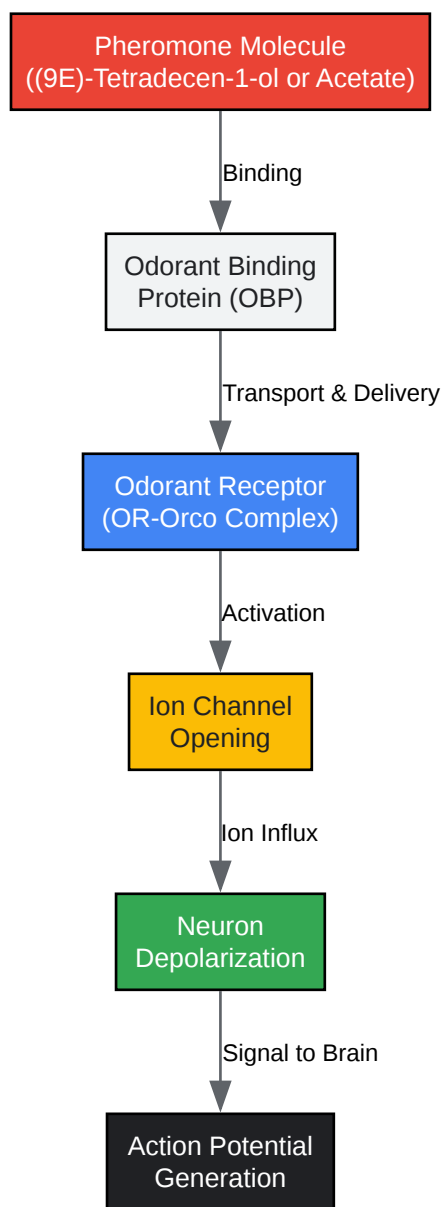 Pheromone Molecule
((9E)-Tetradecen-1-ol or Acetate)
Binding
Odorant Binding
Protein (OBP)
Transport & Delivery
Odorant Receptor
(OR-Orco Complex)
Activation
Ion Channel
Opening
Ion Influx
Neuron
Depolarization
Signal to Brain
Action Potential
Generation